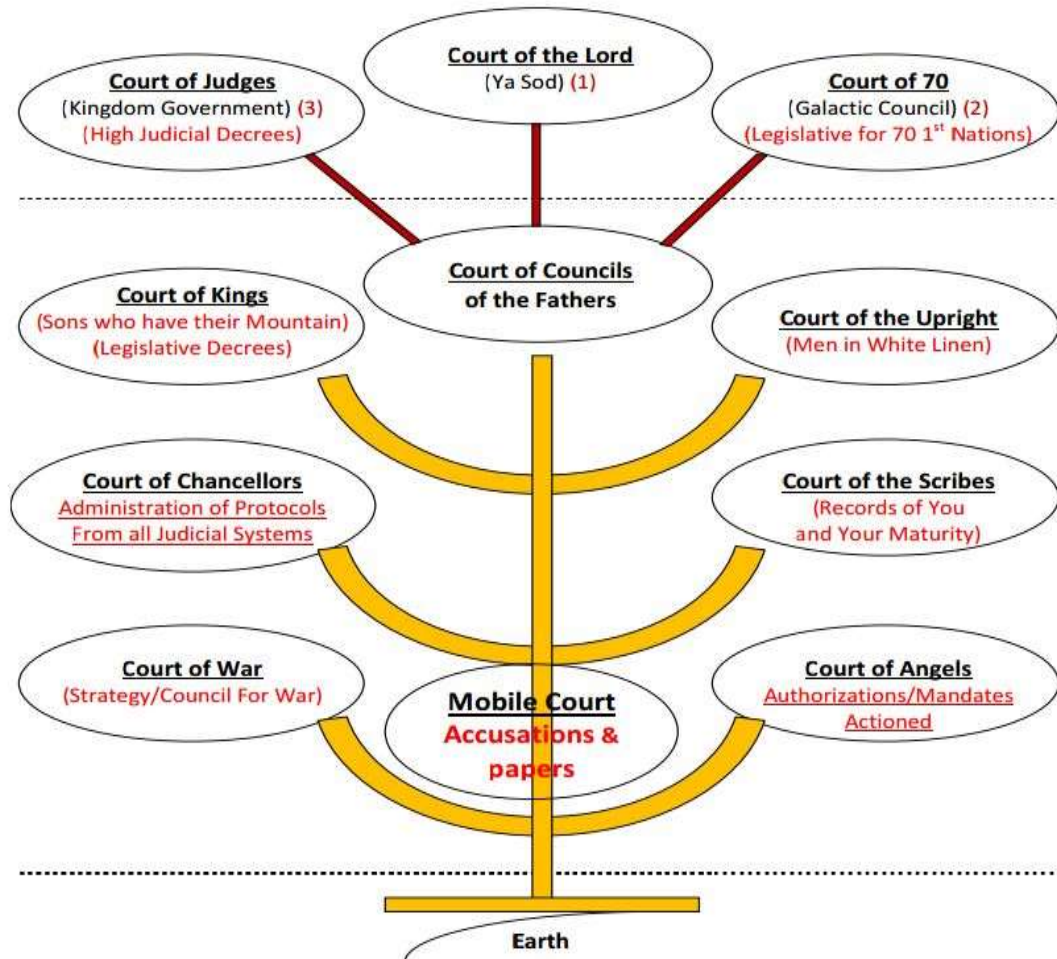 Court of the Lord
(Ya Sod) (1)
Court of Judges
(Kingdom Government) (3)
(High Judicial Decrees)
Court of 70
(Galactic Council) (2)
(Legislative for 70 1st Nations)
Court of Councils
of the Fathers
Court of Kings
(Sons who have their Mountain)
(Legislative Decrees)
Court of the Upright
(Men in White Linen)
Court of Chancellors
Administration of Protocols
From all Judicial Systems
Court of the Scribes
(Records of You
and Your Maturity)
Court of War
(Strategy/Council For War)
Mobile Court
Accusations &
papers
Court of Angels
Authorizations/Mandates
Actioned
Earth